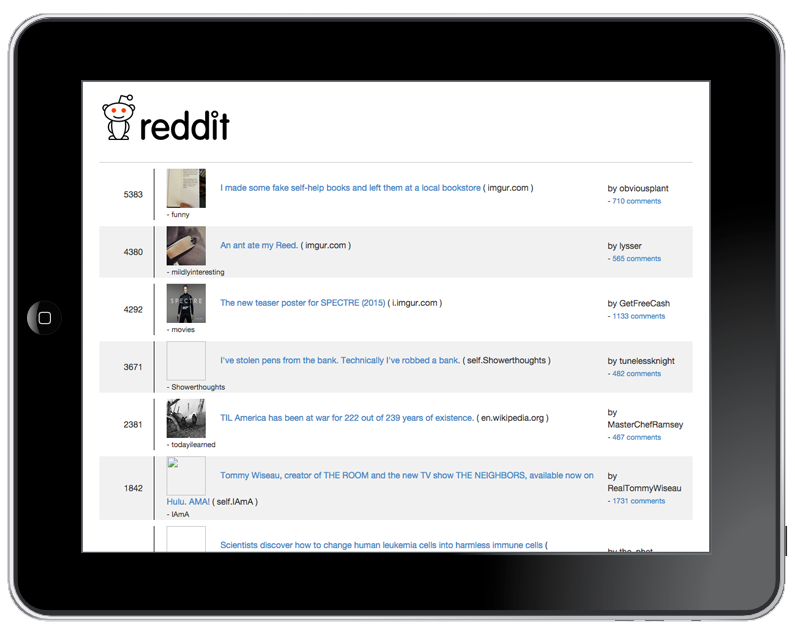 reddit
5383
I made some fake self-help books and left them at a local bookstore ( imgur.com )
by obviousplant
- 710 comments
- funny
4380
An ant ate my Reed. ( imgur.com )
by lysser
- 565 comments
- mildlyinteresting
4292
SPECTRE
The new teaser poster for SPECTRE (2015) ( i.imgur.com )
by GetFreeCash
- 1133 comments
- movies
3671
I've stolen pens from the bank. Technically I've robbed a bank. ( self.Showerthoughts )
by tunelessknight
- 482 comments
- Showerthoughts
2381
TIL America has been at war for 222 out of 239 years of existence. ( en.wikipedia.org )
by
MasterChefRamsey
- 467 comments
- todayilearned
1842
Tommy Wiseau, creator of THE ROOM and the new TV show THE NEIGHBORS, available now on
Hulu. AMA! ( self.IAmA )
by
RealTommyWiseau
- 1731 comments
- IAmA
Scientists discover how to change human leukemia cells into harmless immune cells (